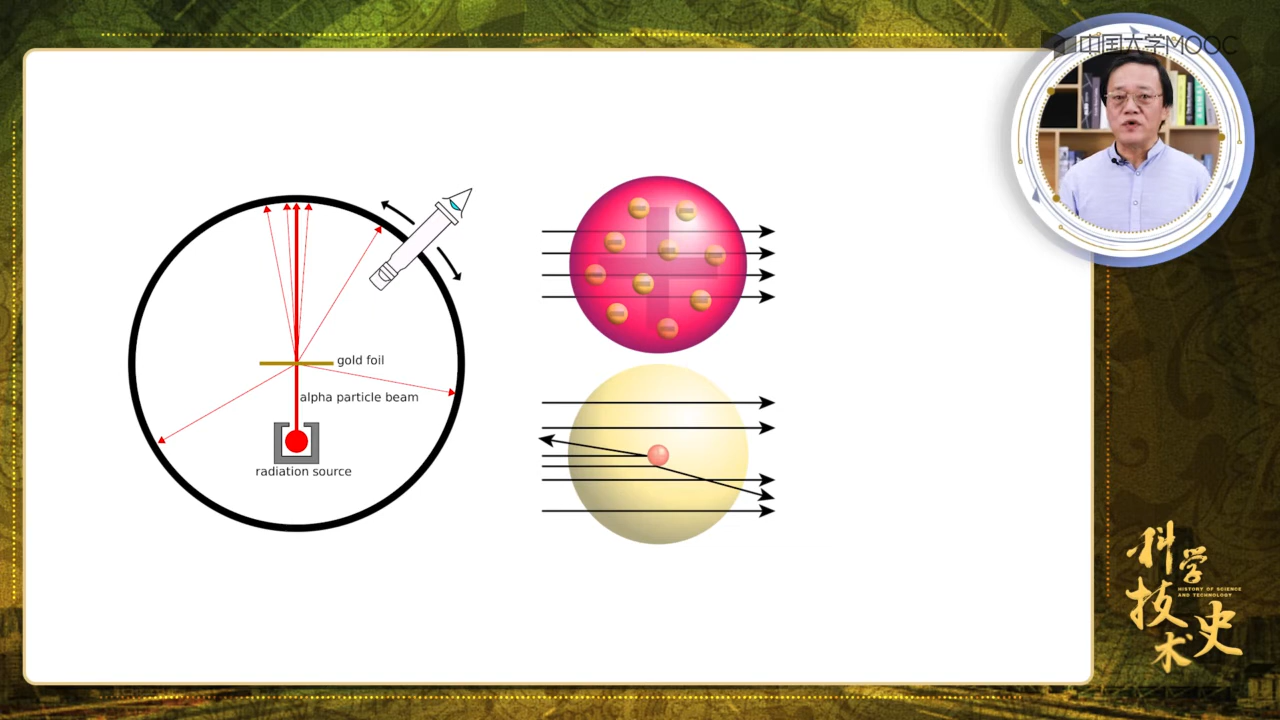 中国大学MOOC
gold foil
alpha particle beam
radiation source
科学
技术史
HISTORY OF SCIENCE
AND TECHNOLOGY